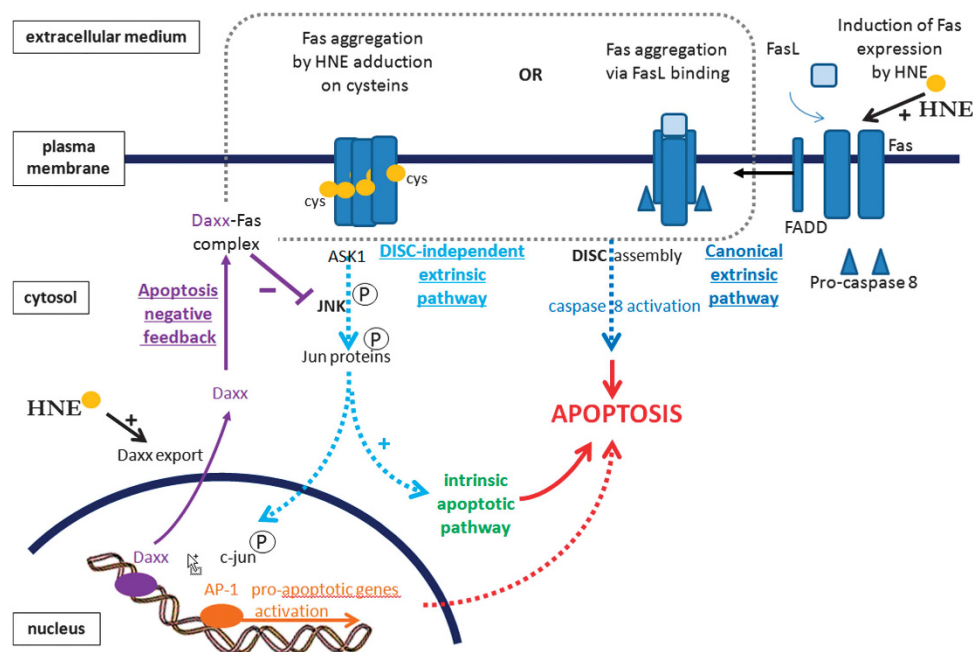 extracellular medium
Fas aggregation
by HNE adduction
on cysteins
OR
Fas aggregation
via FasL binding
FasL
Induction of Fas
expression
by HNE
+ HNE
plasma
membrane
cys
cys
Fas
FADD
Pro-caspase 8
Daxx-Fas
complex
ASK1
DISC-independent
extrinsic
pathway
DISC assembly
Canonical
extrinsic
pathway
cytosol
Apoptosis
negative
feedback
–
JNK
P
caspase 8 activation
P
Jun proteins
Daxx
HNE
+
Daxx export
APOPTOSIS
+
intrinsic
apoptotic
pathway
Daxx
c-jun
P
AP-1
pro-apoptotic genes
activation
nucleus